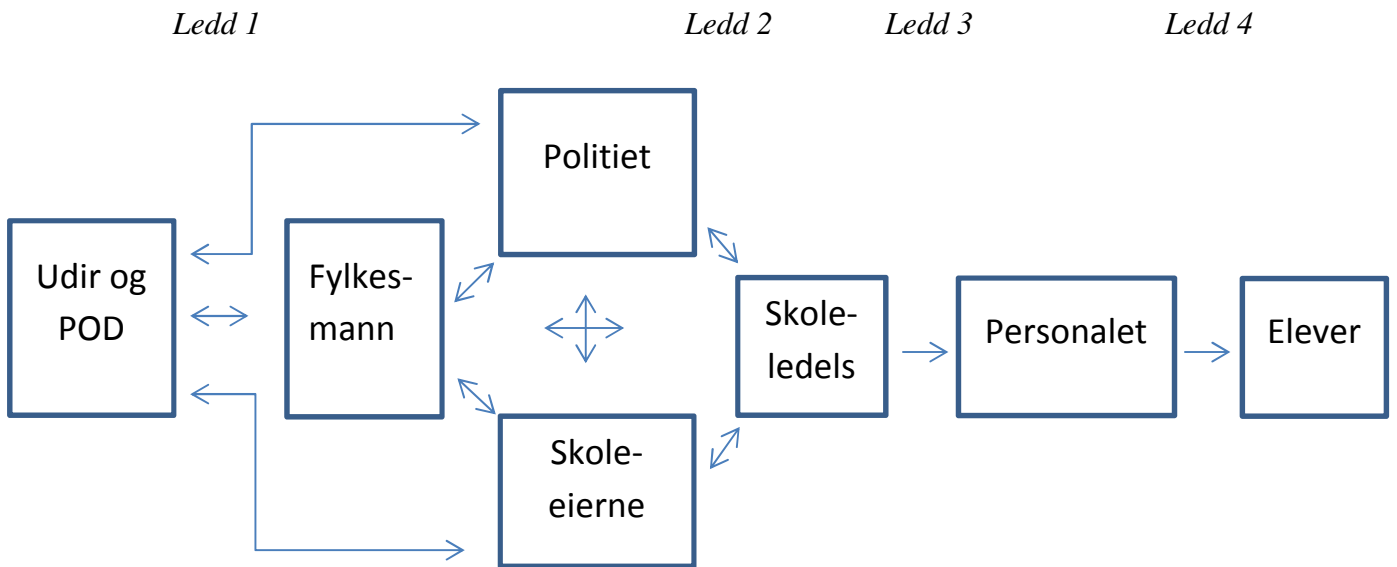 Ledd 1
Ledd 2
Ledd 3
Ledd 4
Politiet
Udir og
POD
Fylkes-
mann
Skole-
ledels
Personalet
Elever
Skole-
eierne